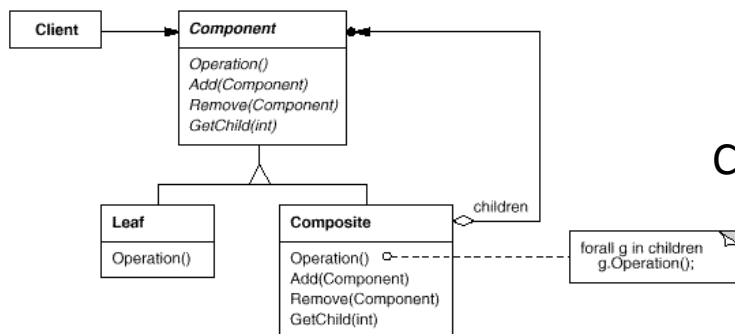 Client
Component
Operation()
Add(Component)
Remove(Component)
GetChild(int)
C
children
Leaf
Operation()
Composite
Operation()
Add(Component)
Remove(Component)
GetChild(int)
forall g in children
g.Operation();